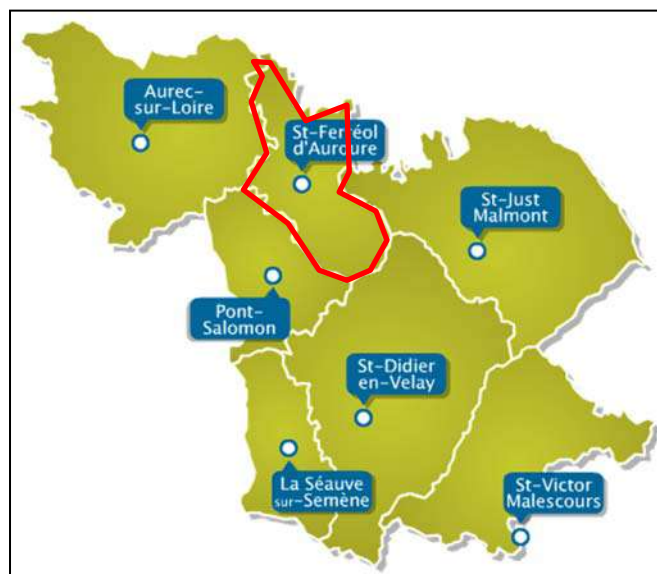 Aurec-
sur-Loire
St-Ferréol
d'Auroure
St-Just
Malmont
Pont-
Salomon
St-Didier
en-Velay
La Séauve
sur-Semène
St-Victor
Malescours